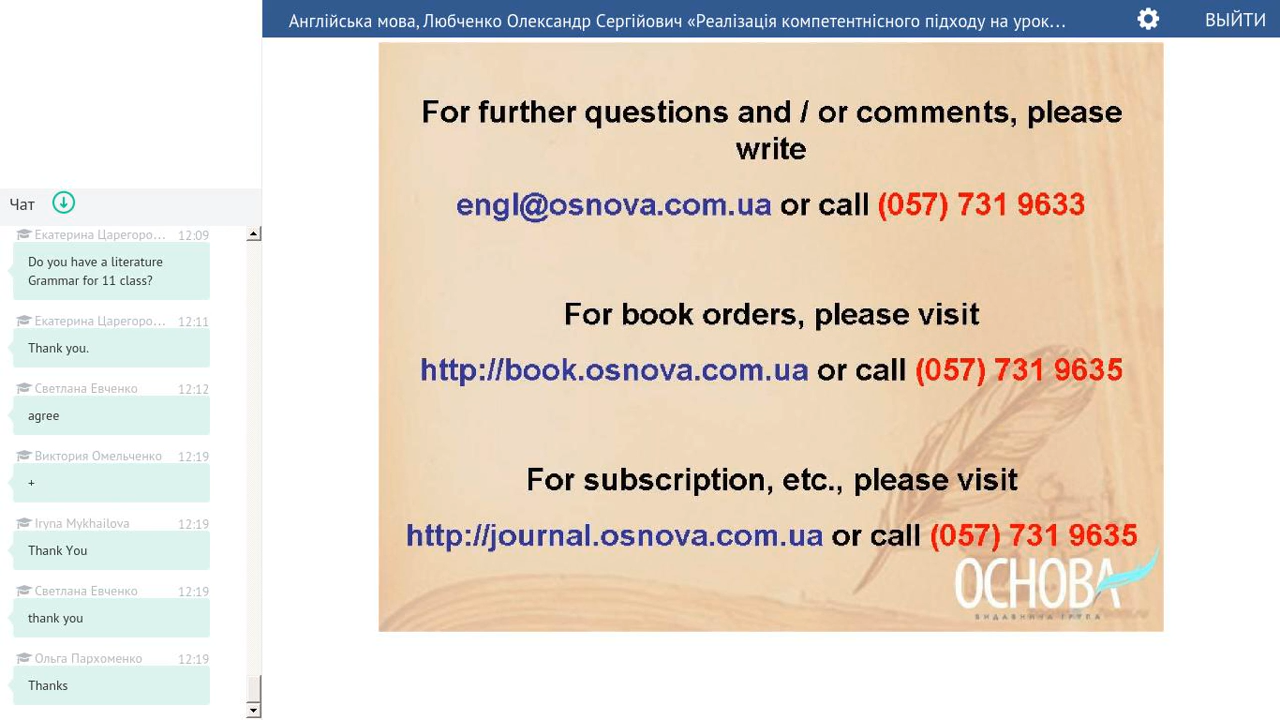 Англійська мова, Любченко Олександр Сергійович «Реалізація компетентнісного підходу на урок…
ВЫЙТИ
Чат
Екатерина Царегоро…  12:09
Do you have a literature
Grammar for 11 class?
Екатерина Царегоро…  12:11
Thank you.
Светлана Евченко  12:12
agree
Виктория Омельченко  12:19
+
Iryna Mykhailova  12:19
Thank You
Светлана Евченко  12:19
thank you
Ольга Пархоменко  12:19
Thanks
For further questions and / or comments, please
write
engl@osnova.com.ua or call (057) 731 9633
For book orders, please visit
http://book.osnova.com.ua or call (057) 731 9635
For subscription, etc., please visit
http://journal.osnova.com.ua or call (057) 731 9635
ОСНОВА
ВИДАВНИЧА ГРУПА